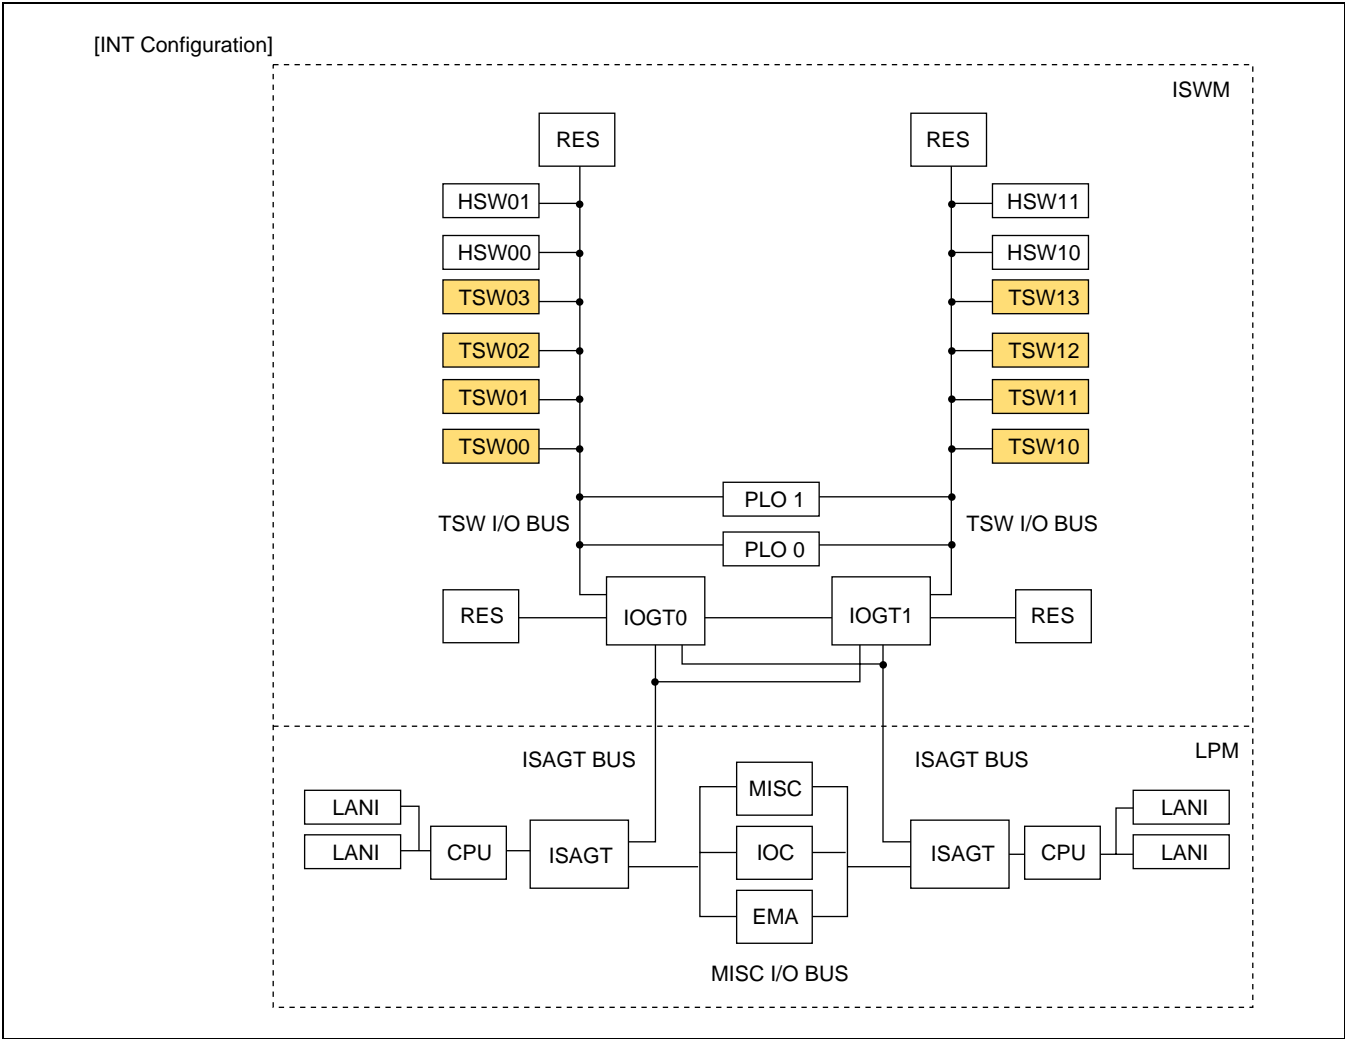 [INT Configuration]
ISWM
RES RES
HSW01 HSW11
HSW00 HSW10
TSW03 TSW13
TSW02 TSW12
TSW01 TSW11
TSW00 TSW10
PLO 1
TSW I/O BUS TSW I/O BUS
PLO 0
RES IOGT0 IOGT1 RES
ISAGT BUS ISAGT BUS LPM
MISC
LANI LANI
LANI CPU ISAGT IOC ISAGT CPU LANI
EMA
MISC I/O BUS